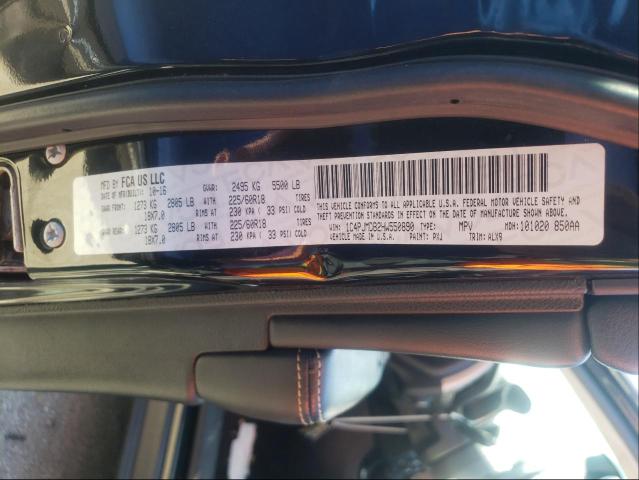 MFD BY FCA US LLC
DATE OF MFR(BUILT): 10-16 GVWR: 2495 KG 5500 LB
GAWR FRONT: 1273 KG 2805 LB WITH 225/60R18 TIRES
18X7.0 230 KPA ( 33 PSI) COLD
GAWR REAR: 1273 KG 2805 LB WITH 225/60R18 TIRES
18X7.0 230 KPA ( 33 PSI) COLD
THIS VEHICLE CONFORMS TO ALL APPLICABLE U.S.A. FEDERAL MOTOR VEHICLE SAFETY AND
THEFT PREVENTION STANDARDS IN EFFECT ON THE DATE OF MANUFACTURE SHOWN ABOVE.
VIN: 1C4PJMDB2HW550890 TYPE: MPV MDH: 101020 850AA
VEHICLE MADE IN U.S.A. PAINT: PXJ TRIM: ALX9